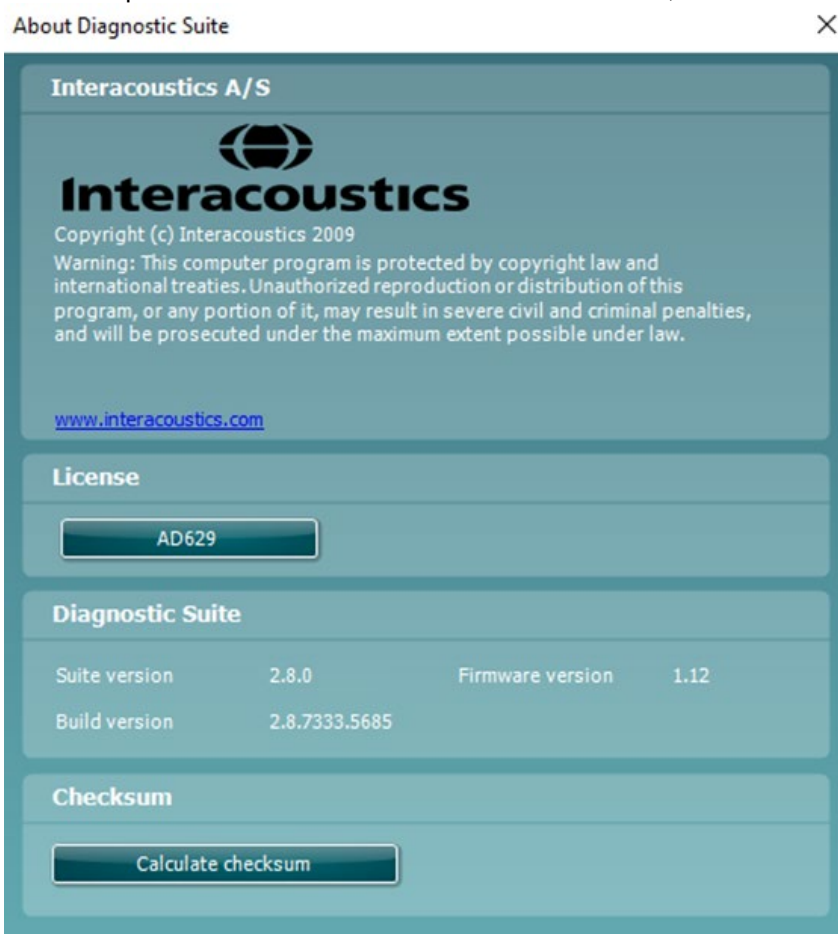 About Diagnostic Suite
Interacoustics A/S
Interacoustics
Copyright (c) Interacoustics 2009
Warning: This computer program is protected by copyright law and
international treaties. Unauthorized reproduction or distribution of this
program, or any portion of it, may result in severe civil and criminal penalties,
and will be prosecuted under the maximum extent possible under law.
www.interacoustics.com
License
AD629
Diagnostic Suite
Suite version 2.8.0 Firmware version 1.12
Build version 2.8.7333.5685
Checksum
Calculate checksum